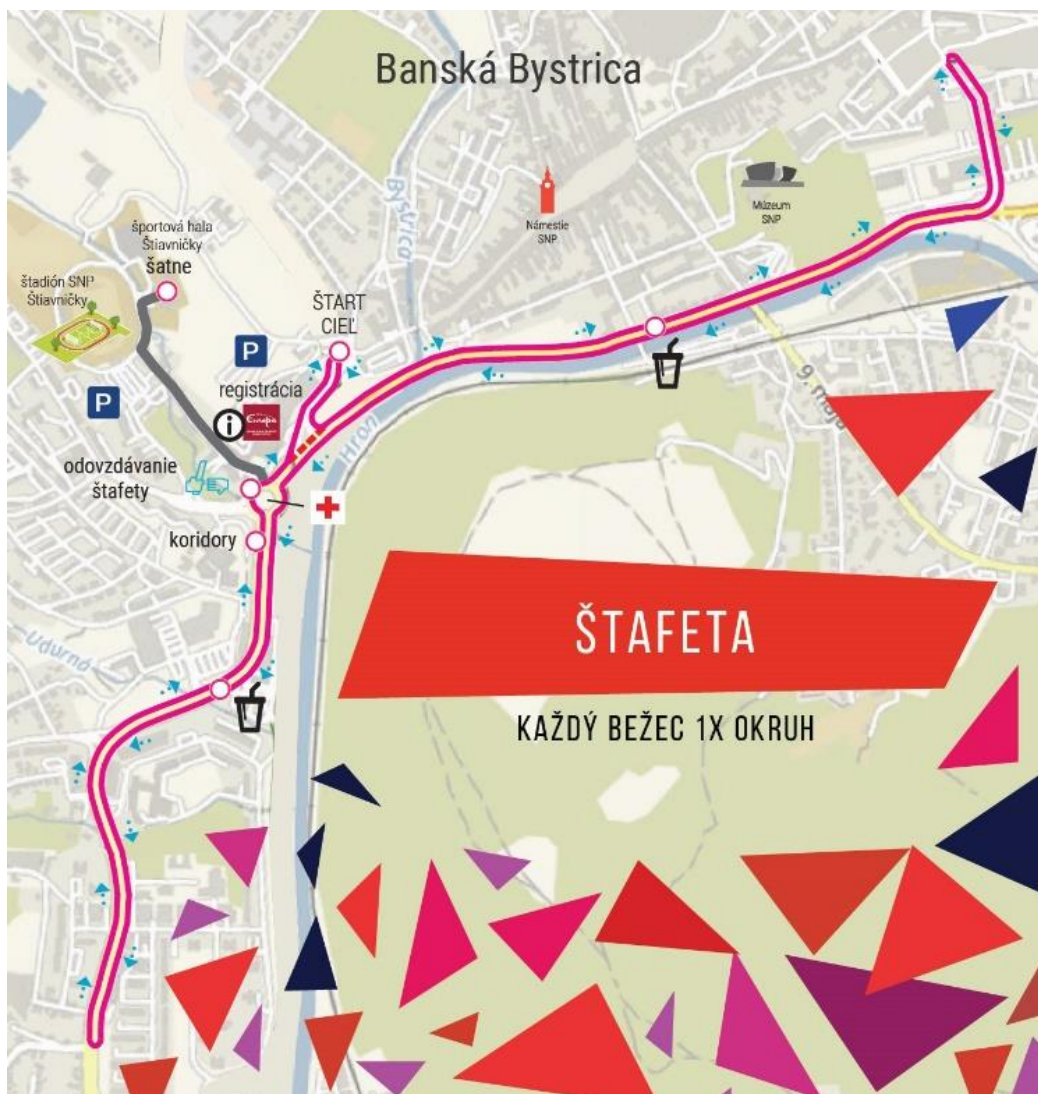 Banská Bystrica
Bystrica
Námestie
SNP
Múzeum
SNP
športová hala
Štiavničky
šatne
štadión SNP
Štiavničky
ŠTART
CIEĽ
P
registrácia
P
i
Europa
Hron
9. mája
odovzdávanie
štafety
koridory
ŠTAFETA
Udurná
KAŽDÝ BEŽEC 1X OKRUH